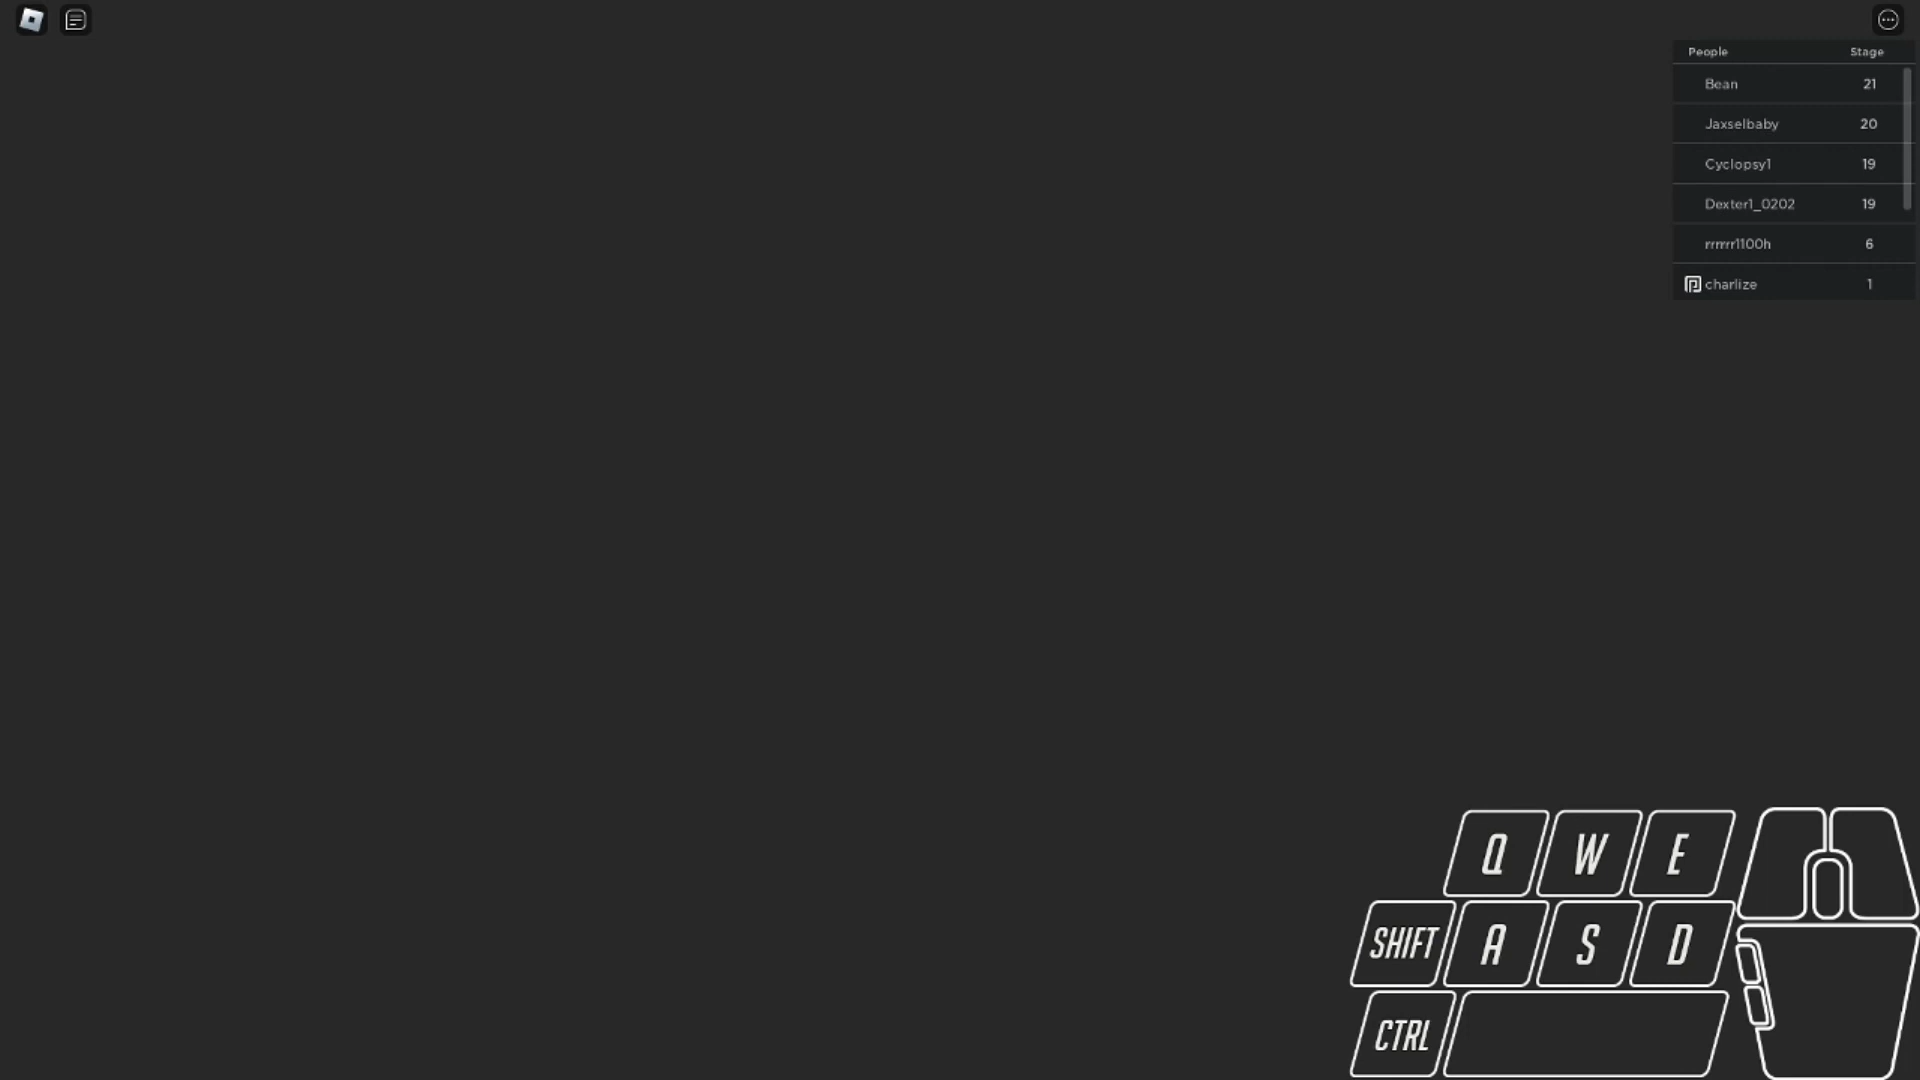 People Stage
Bean 21
Jaxselbaby 20
Cyclopsy1 19
Dexter1_0202 19
rrrrrr1100h 6
charlize 1
Q W E
SHIFT A S D
CTRL